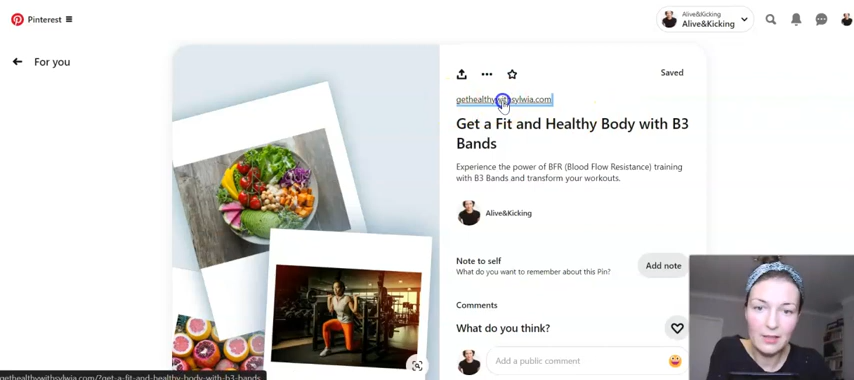 Pinterest
Alive&Kicking
Alive&Kicking
For you
Saved
gethealthywithsylwia.com
Get a Fit and Healthy Body with B3
Bands
Experience the power of BFR (Blood Flow Resistance) training
with B3 Bands and transform your workouts.
Alive&Kicking
Note to self
What do you want to remember about this Pin?
Add note
Comments
What do you think?
Add a public comment
gethealthywithsylwia.com/?get-a-fit-and-healthy-body-with-b3-bands